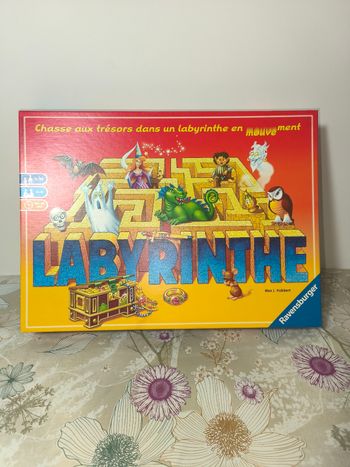 Chasse aux trésors dans un labyrinthe en mouvement
LABYRINTHE
Max J. Kobbert
Ravensburger